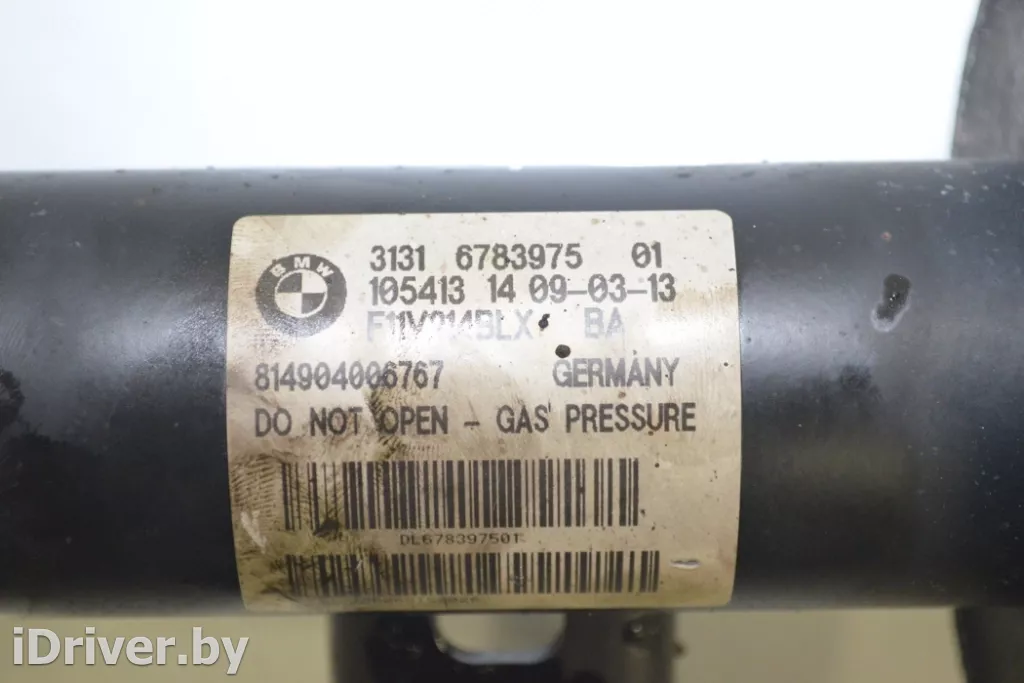 BMW
3131 6783975 01
105413 14 09-03-13
BA
814904006767 GERMANY
DO NOT OPEN - GAS PRESSURE
DL678397501
iDriver.by